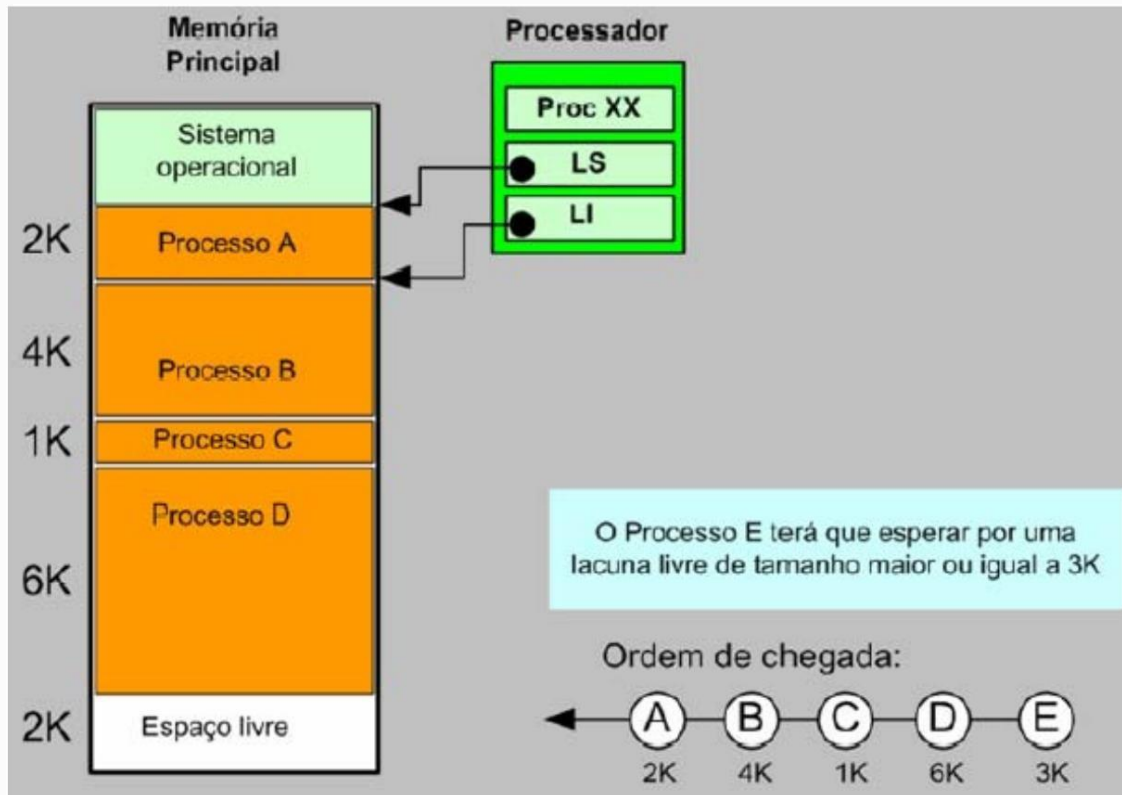 Memória
Principal
Processador
Sistema
operacional
Proc XX
LS
LI
2K
Processo A
4K
Processo B
1K
Processo C
Processo D
6K
2K
Espaço livre
O Processo E terá que esperar por uma
lacuna livre de tamanho maior ou igual a 3K
Ordem de chegada:
A B C D E
2K 4K 1K 6K 3K